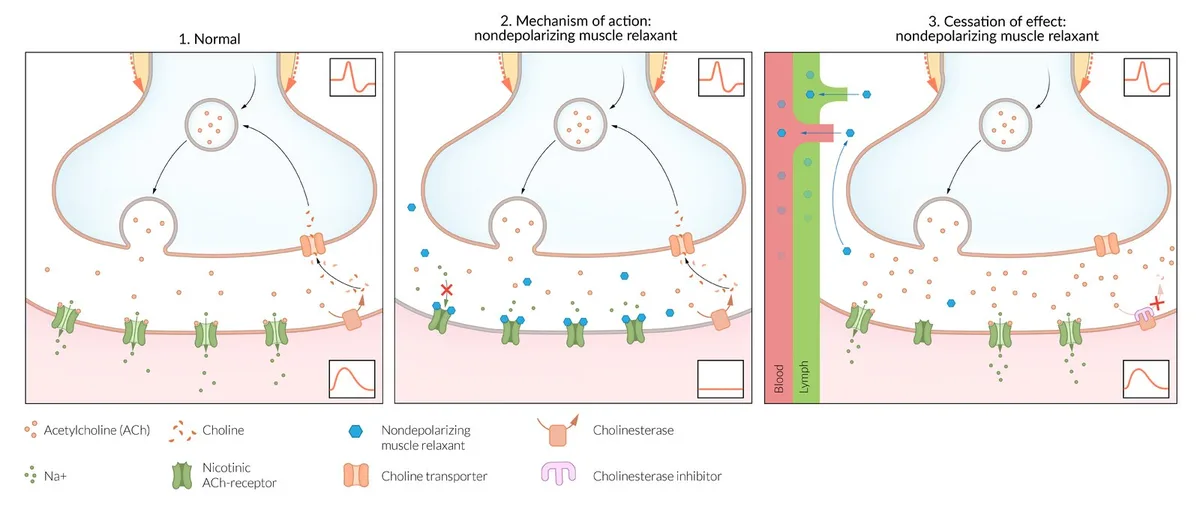 1. Normal
2. Mechanism of action:
nondepolarizing muscle relaxant
3. Cessation of effect:
nondepolarizing muscle relaxant
Blood
Lymph
Acetylcholine (ACh)
Choline
Nondepolarizing
muscle relaxant
Cholinesterase
Na+
Nicotinic
ACh-receptor
Choline transporter
Cholinesterase inhibitor